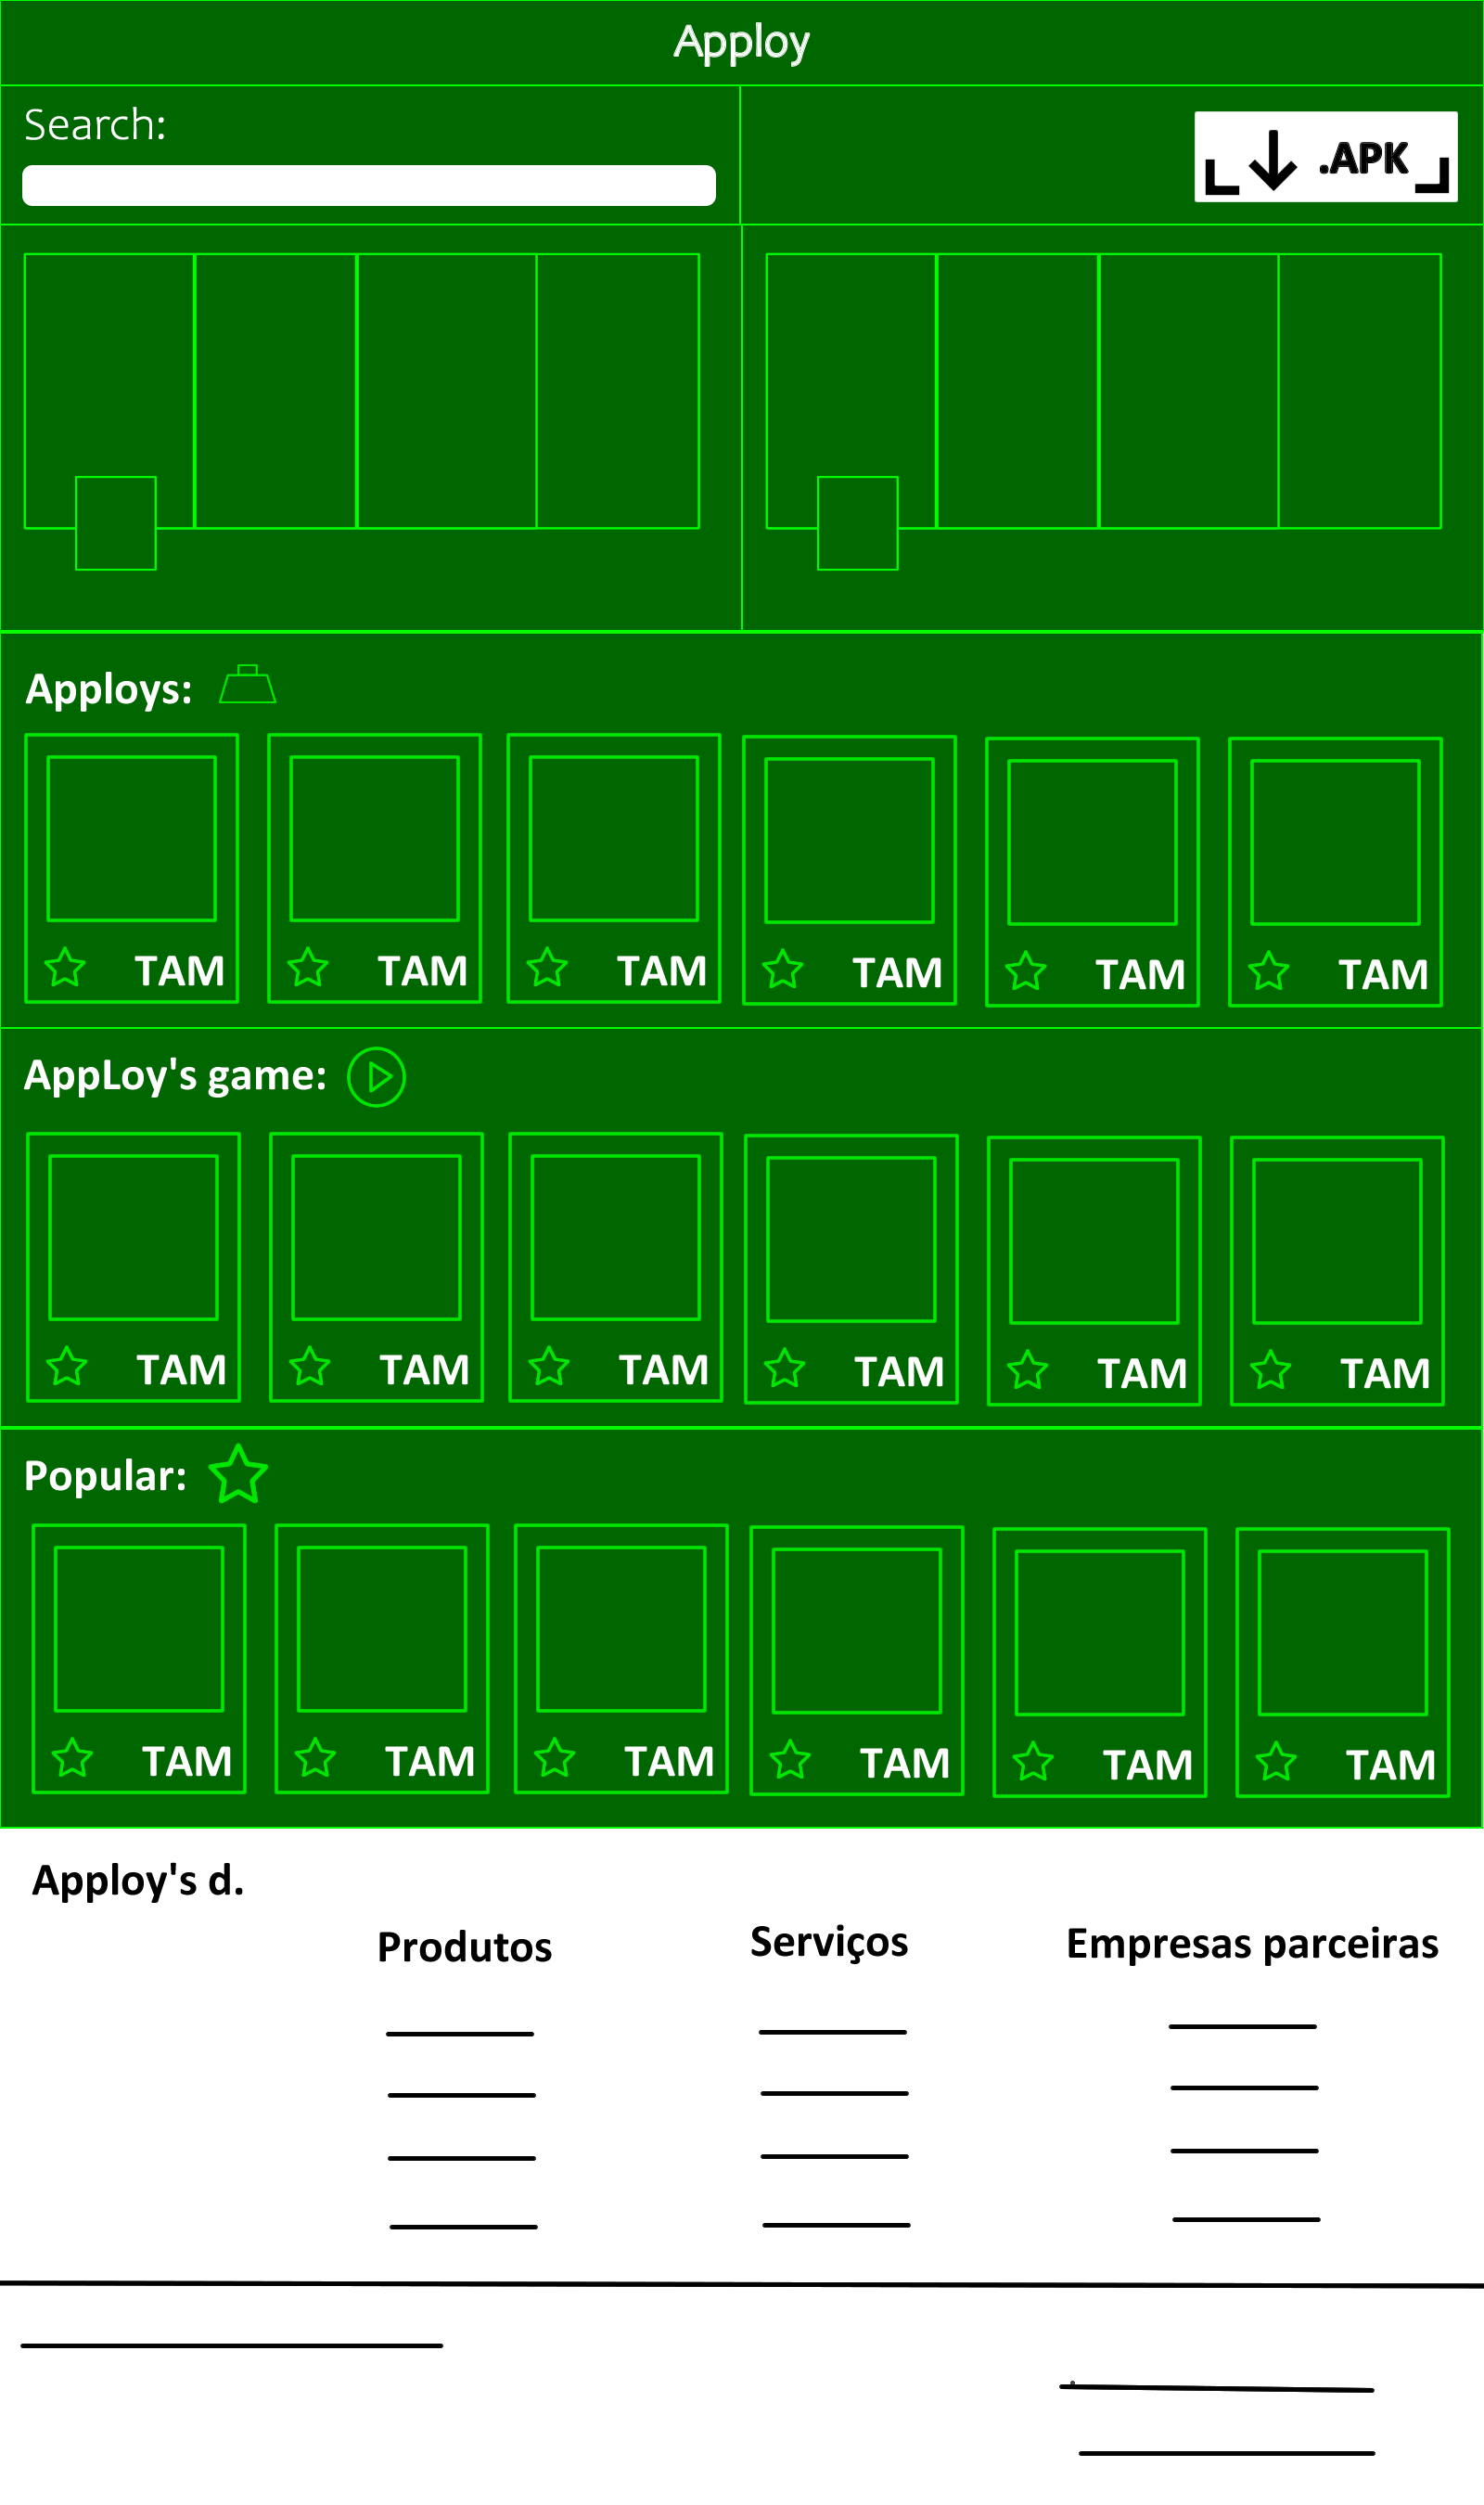 Apploy
Search:
.APK
Apploys:
TAM TAM TAM TAM TAM TAM
AppLoy's game:
TAM TAM TAM TAM TAM TAM
Popular:
TAM TAM TAM TAM TAM TAM
Apploy's d.
Produtos Serviços Empresas parceiras